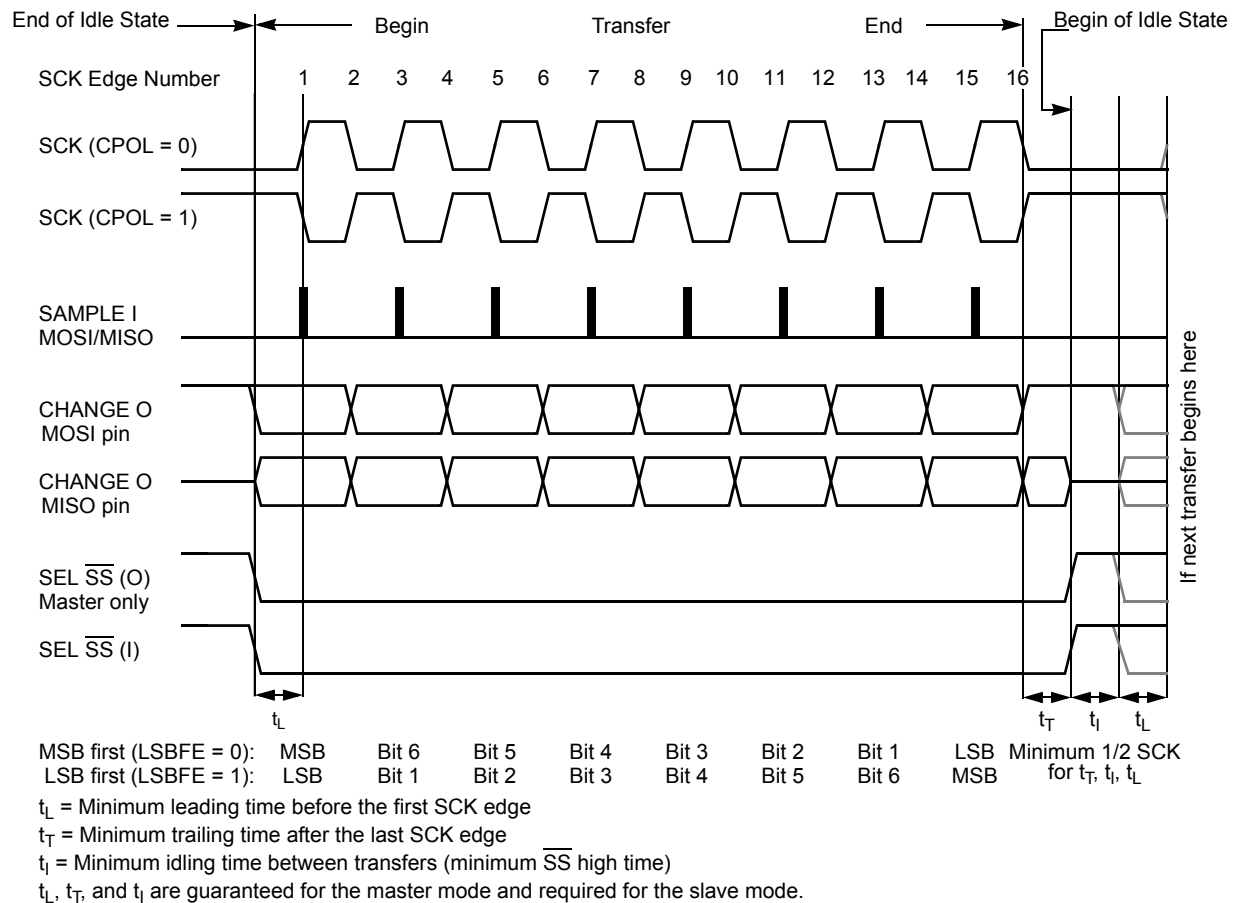 End of Idle State Begin Transfer End Begin of Idle State
SCK Edge Number 1 2 3 4 5 6 7 8 9 10 11 12 13 14 15 16
SCK (CPOL = 0)
SCK (CPOL = 1)
SAMPLE I
MOSI/MISO
CHANGE O
MOSI pin
CHANGE O
MISO pin
SEL SS (O)
Master only
SEL SS (I)
If next transfer begins here
tL tT tI tL
MSB first (LSBFE = 0): MSB Bit 6 Bit 5 Bit 4 Bit 3 Bit 2 Bit 1 LSB Minimum 1/2 SCK
LSB first (LSBFE = 1): LSB Bit 1 Bit 2 Bit 3 Bit 4 Bit 5 Bit 6 MSB for tT, tI, tL
tL = Minimum leading time before the first SCK edge
tT = Minimum trailing time after the last SCK edge
tI = Minimum idling time between transfers (minimum SS high time)
tL, tT, and tI are guaranteed for the master mode and required for the slave mode.